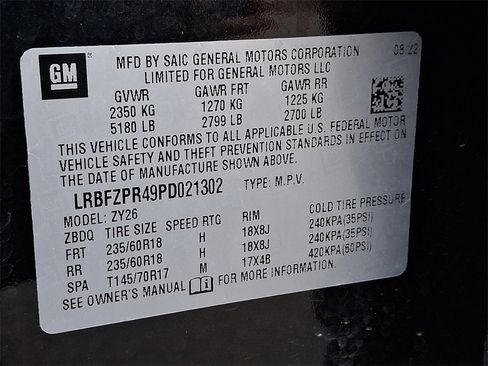 GM
MFD BY SAIC GENERAL MOTORS CORPORATION 08/22
LIMITED FOR GENERAL MOTORS LLC
GVWR GAWR FRT GAWR RR
2350 KG 1270 KG 1225 KG
5180 LB 2799 LB 2700 LB
THIS VEHICLE CONFORMS TO ALL APPLICABLE U.S. FEDERAL MOTOR
VEHICLE SAFETY AND THEFT PREVENTION STANDARDS IN EFFECT ON
THE DATE OF MANUFACTURE SHOWN ABOVE.
LRBFZPR49PD021302 TYPE: M.P.V.
MODEL: ZY26
ZBDQ TIRE SIZE SPEED RTG RIM COLD TIRE PRESSURE
FRT 235/60R18 H 18X8J 240KPA(35PSI)
RR 235/60R18 H 18X8J 240KPA(35PSI)
SPA T145/70R17 M 17X4B 420KPA(60PSI)
SEE OWNER'S MANUAL FOR MORE INFORMATION.